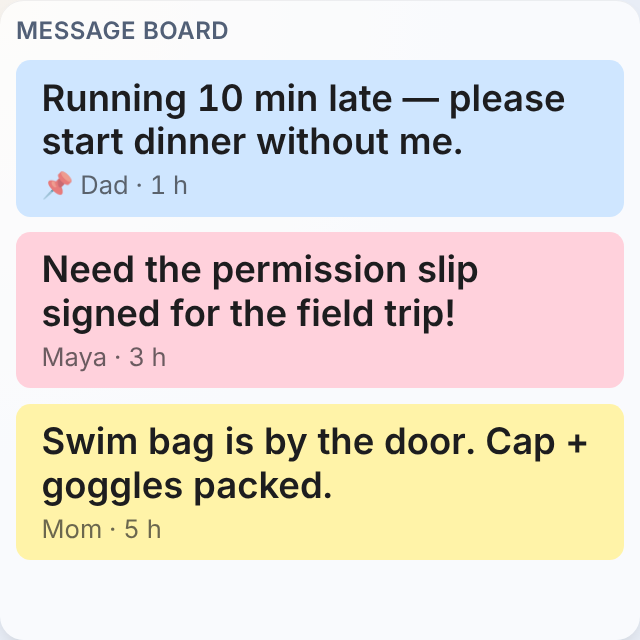 MESSAGE BOARD
Running 10 min late — please
start dinner without me.
📌 Dad · 1 h
Need the permission slip
signed for the field trip!
Maya · 3 h
Swim bag is by the door. Cap +
goggles packed.
Mom · 5 h